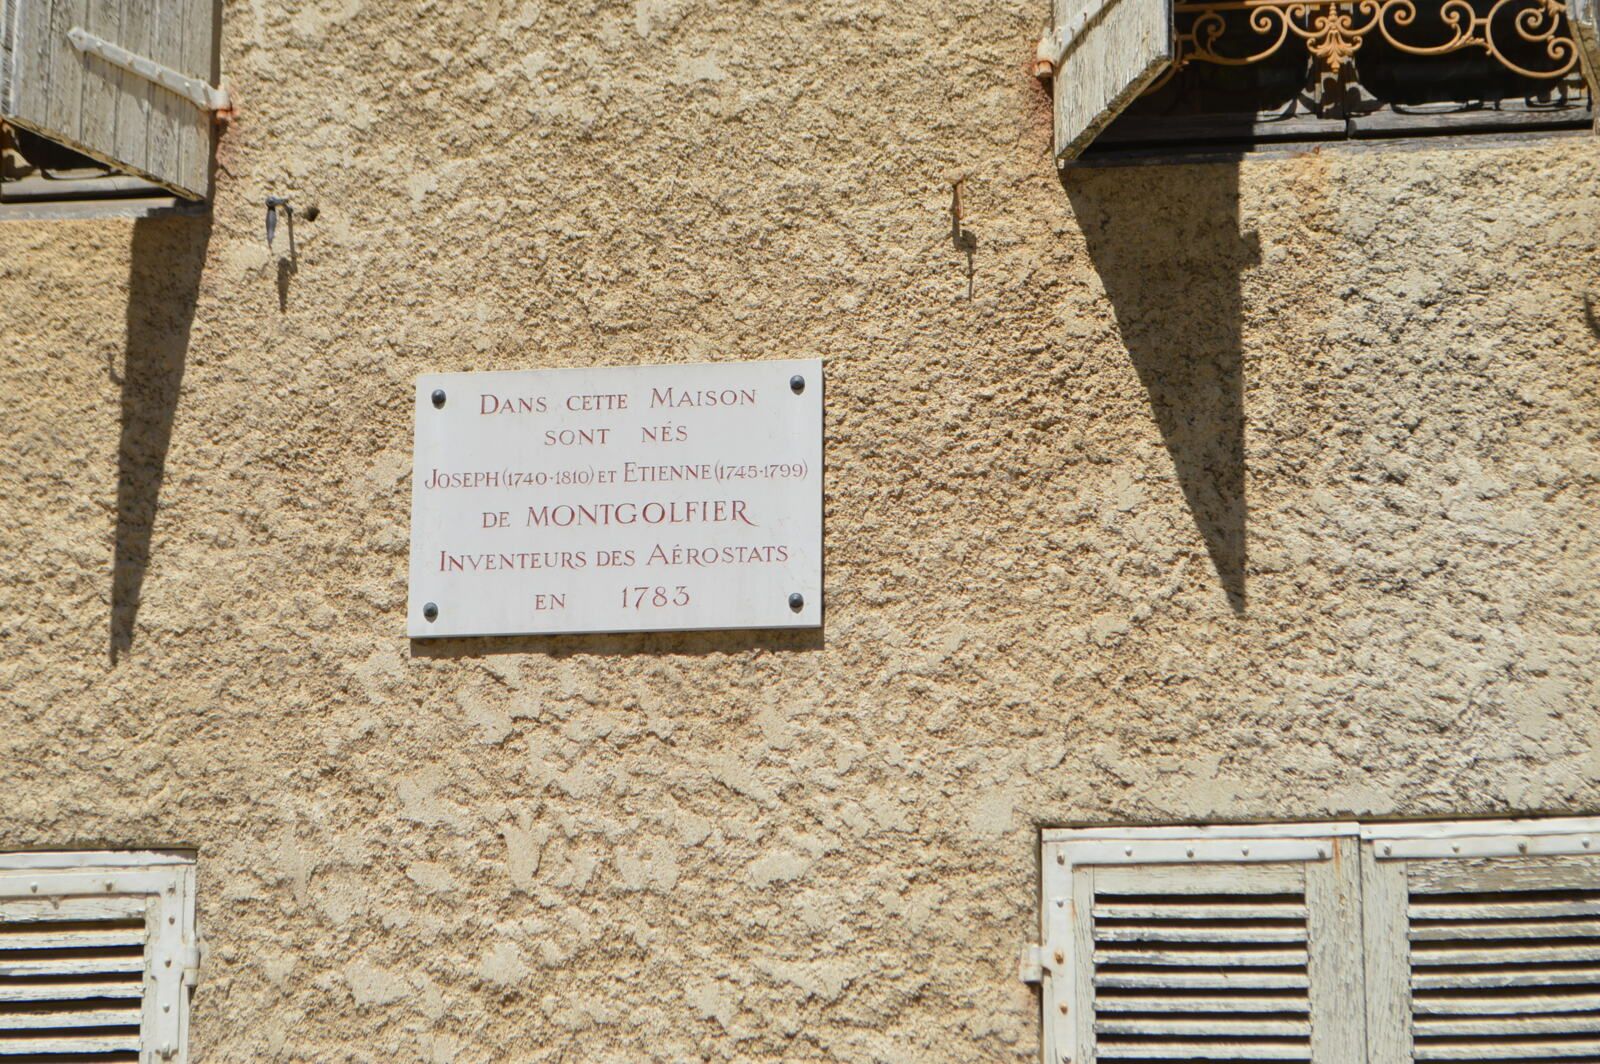 Dans cette Maison
sont nés
Joseph (1740-1810) et Etienne (1745-1799)
de MONTGOLFIER
Inventeurs des Aérostats
en 1783